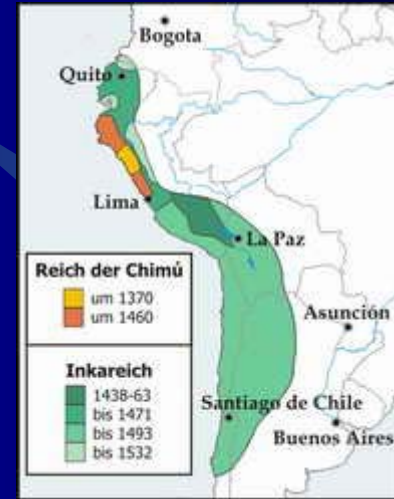 Bogota
Quito
Lima
La Paz
Reich der Chimú
um 1370
um 1460
Asunción
Inkareich
1438-63
bis 1471
bis 1493
bis 1532
Santiago de Chile
Buenos Aires